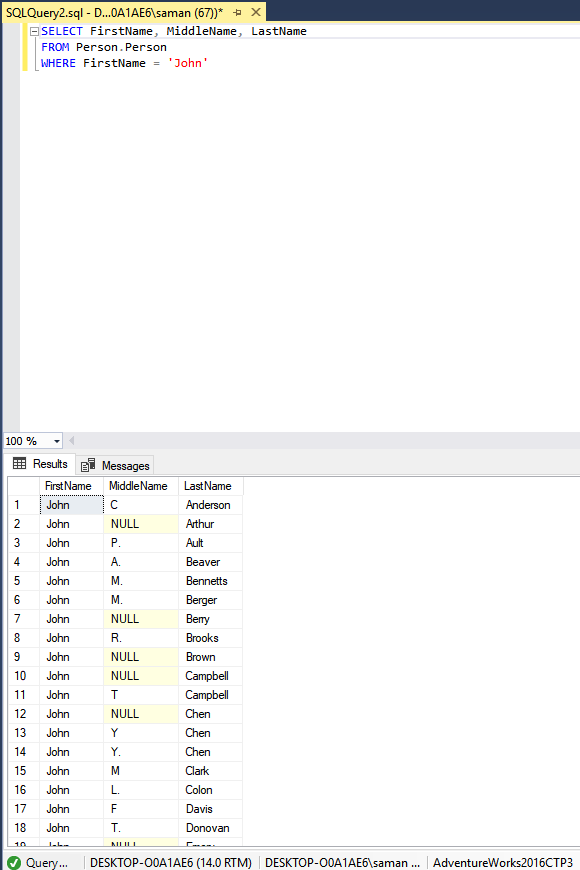 SQLQuery2.sql - D...0A1AE6\saman (67))*
SELECT FirstName, MiddleName, LastName
FROM Person.Person
WHERE FirstName = 'John'
100 %
Results Messages
FirstName MiddleName LastName
1 John C Anderson
2 John NULL Arthur
3 John P. Ault
4 John A. Beaver
5 John M. Bennetts
6 John M. Berger
7 John NULL Berry
8 John R. Brooks
9 John NULL Brown
10 John NULL Campbell
11 John T Campbell
12 John NULL Chen
13 John Y Chen
14 John Y. Chen
15 John M Clark
16 John L. Colon
17 John F Davis
18 John T. Donovan
19 John NULL Emory
Query... DESKTOP-O0A1AE6 (14.0 RTM) DESKTOP-O0A1AE6\saman ... AdventureWorks2016CTP3